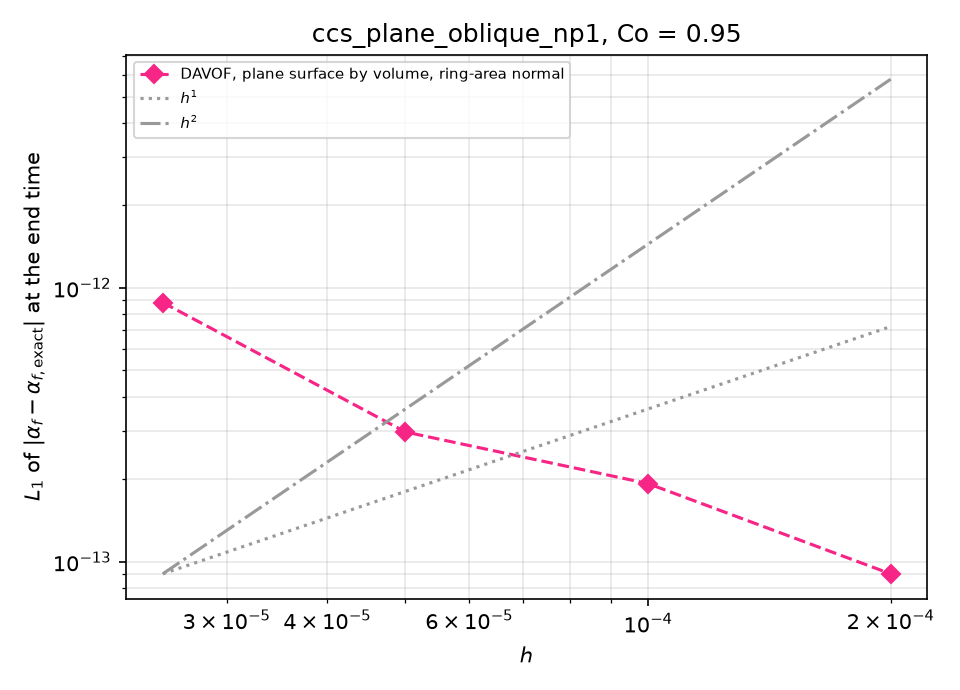 ccs_plane_oblique_np1, Co = 0.95
DAVOF, plane surface by volume, ring-area normal
h¹
h²
L₁ of |α_f − α_{f, exact}| at the end time
10⁻¹²
10⁻¹³
3 × 10⁻⁵ 4 × 10⁻⁵ 6 × 10⁻⁵ 10⁻⁴ 2 × 10⁻⁴
h